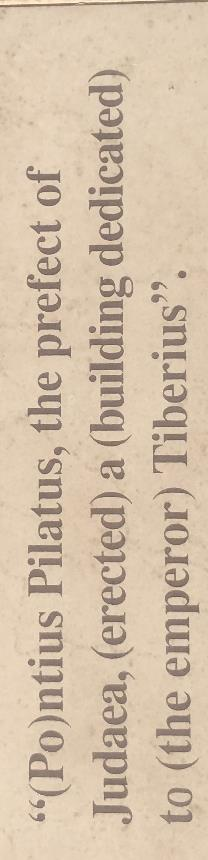 “(Po)ntius Pilatus, the prefect of
Judaea, (erected) a (building dedicated)
to (the emperor) Tiberius”.